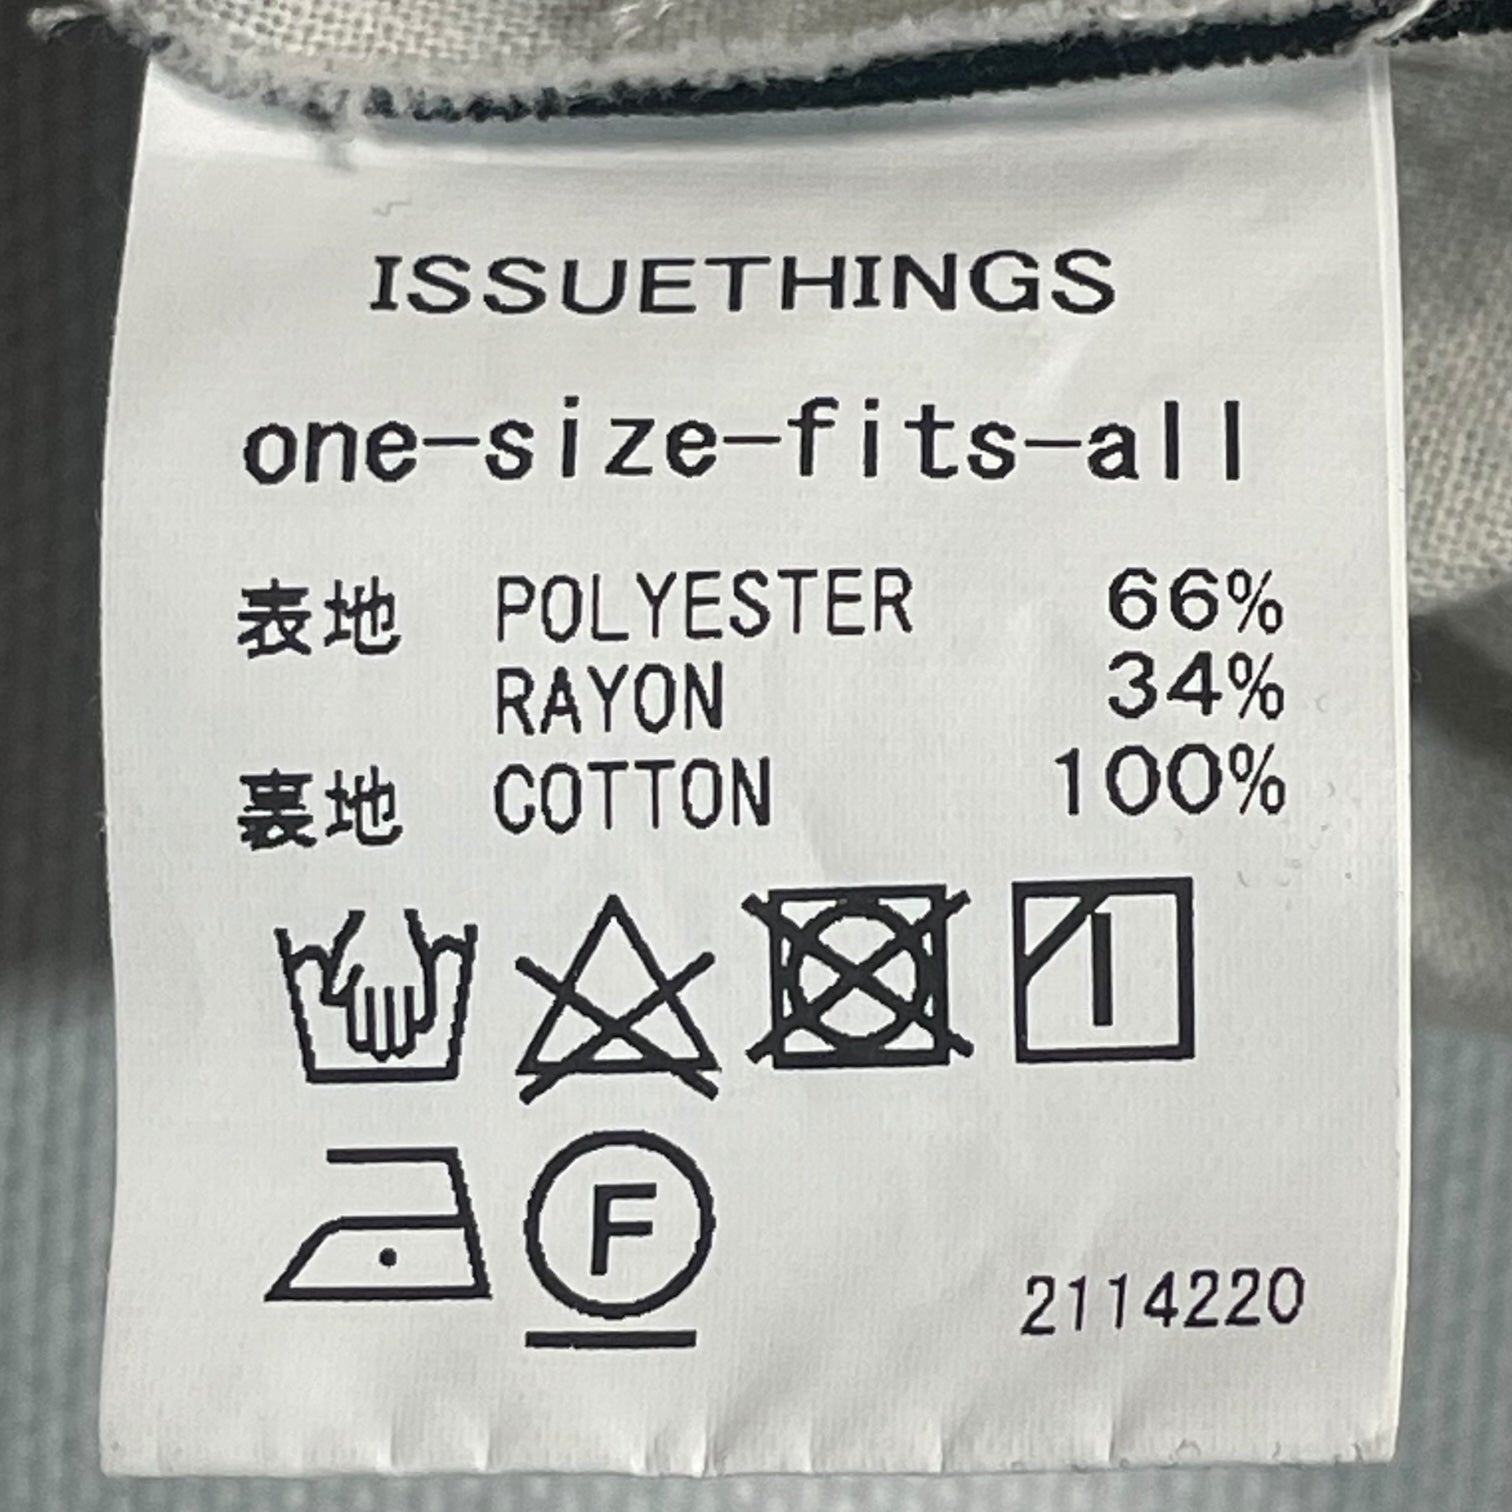 ISSUETHINGS
one-size-fits-all
表地 POLYESTER 66%
RAYON 34%
裏地 COTTON 100%
F
2114220